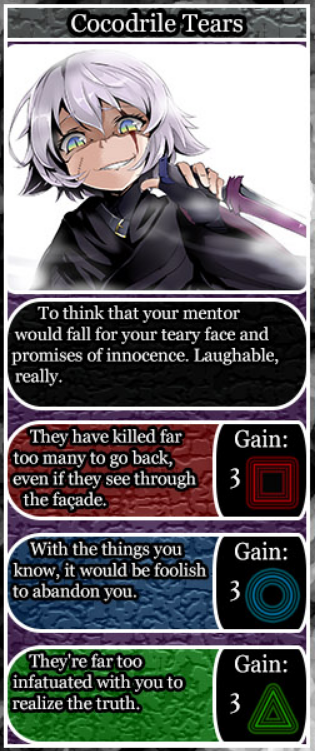 Cocodrile Tears
To think that your mentor
would fall for your teary face and
promises of innocence. Laughable,
really.
They have killed far
too many to go back,
even if they see through
the façade.
Gain:
3
With the things you
know, it would be foolish
to abandon you.
Gain:
3
They're far too
infatuated with you to
realize the truth.
Gain:
3